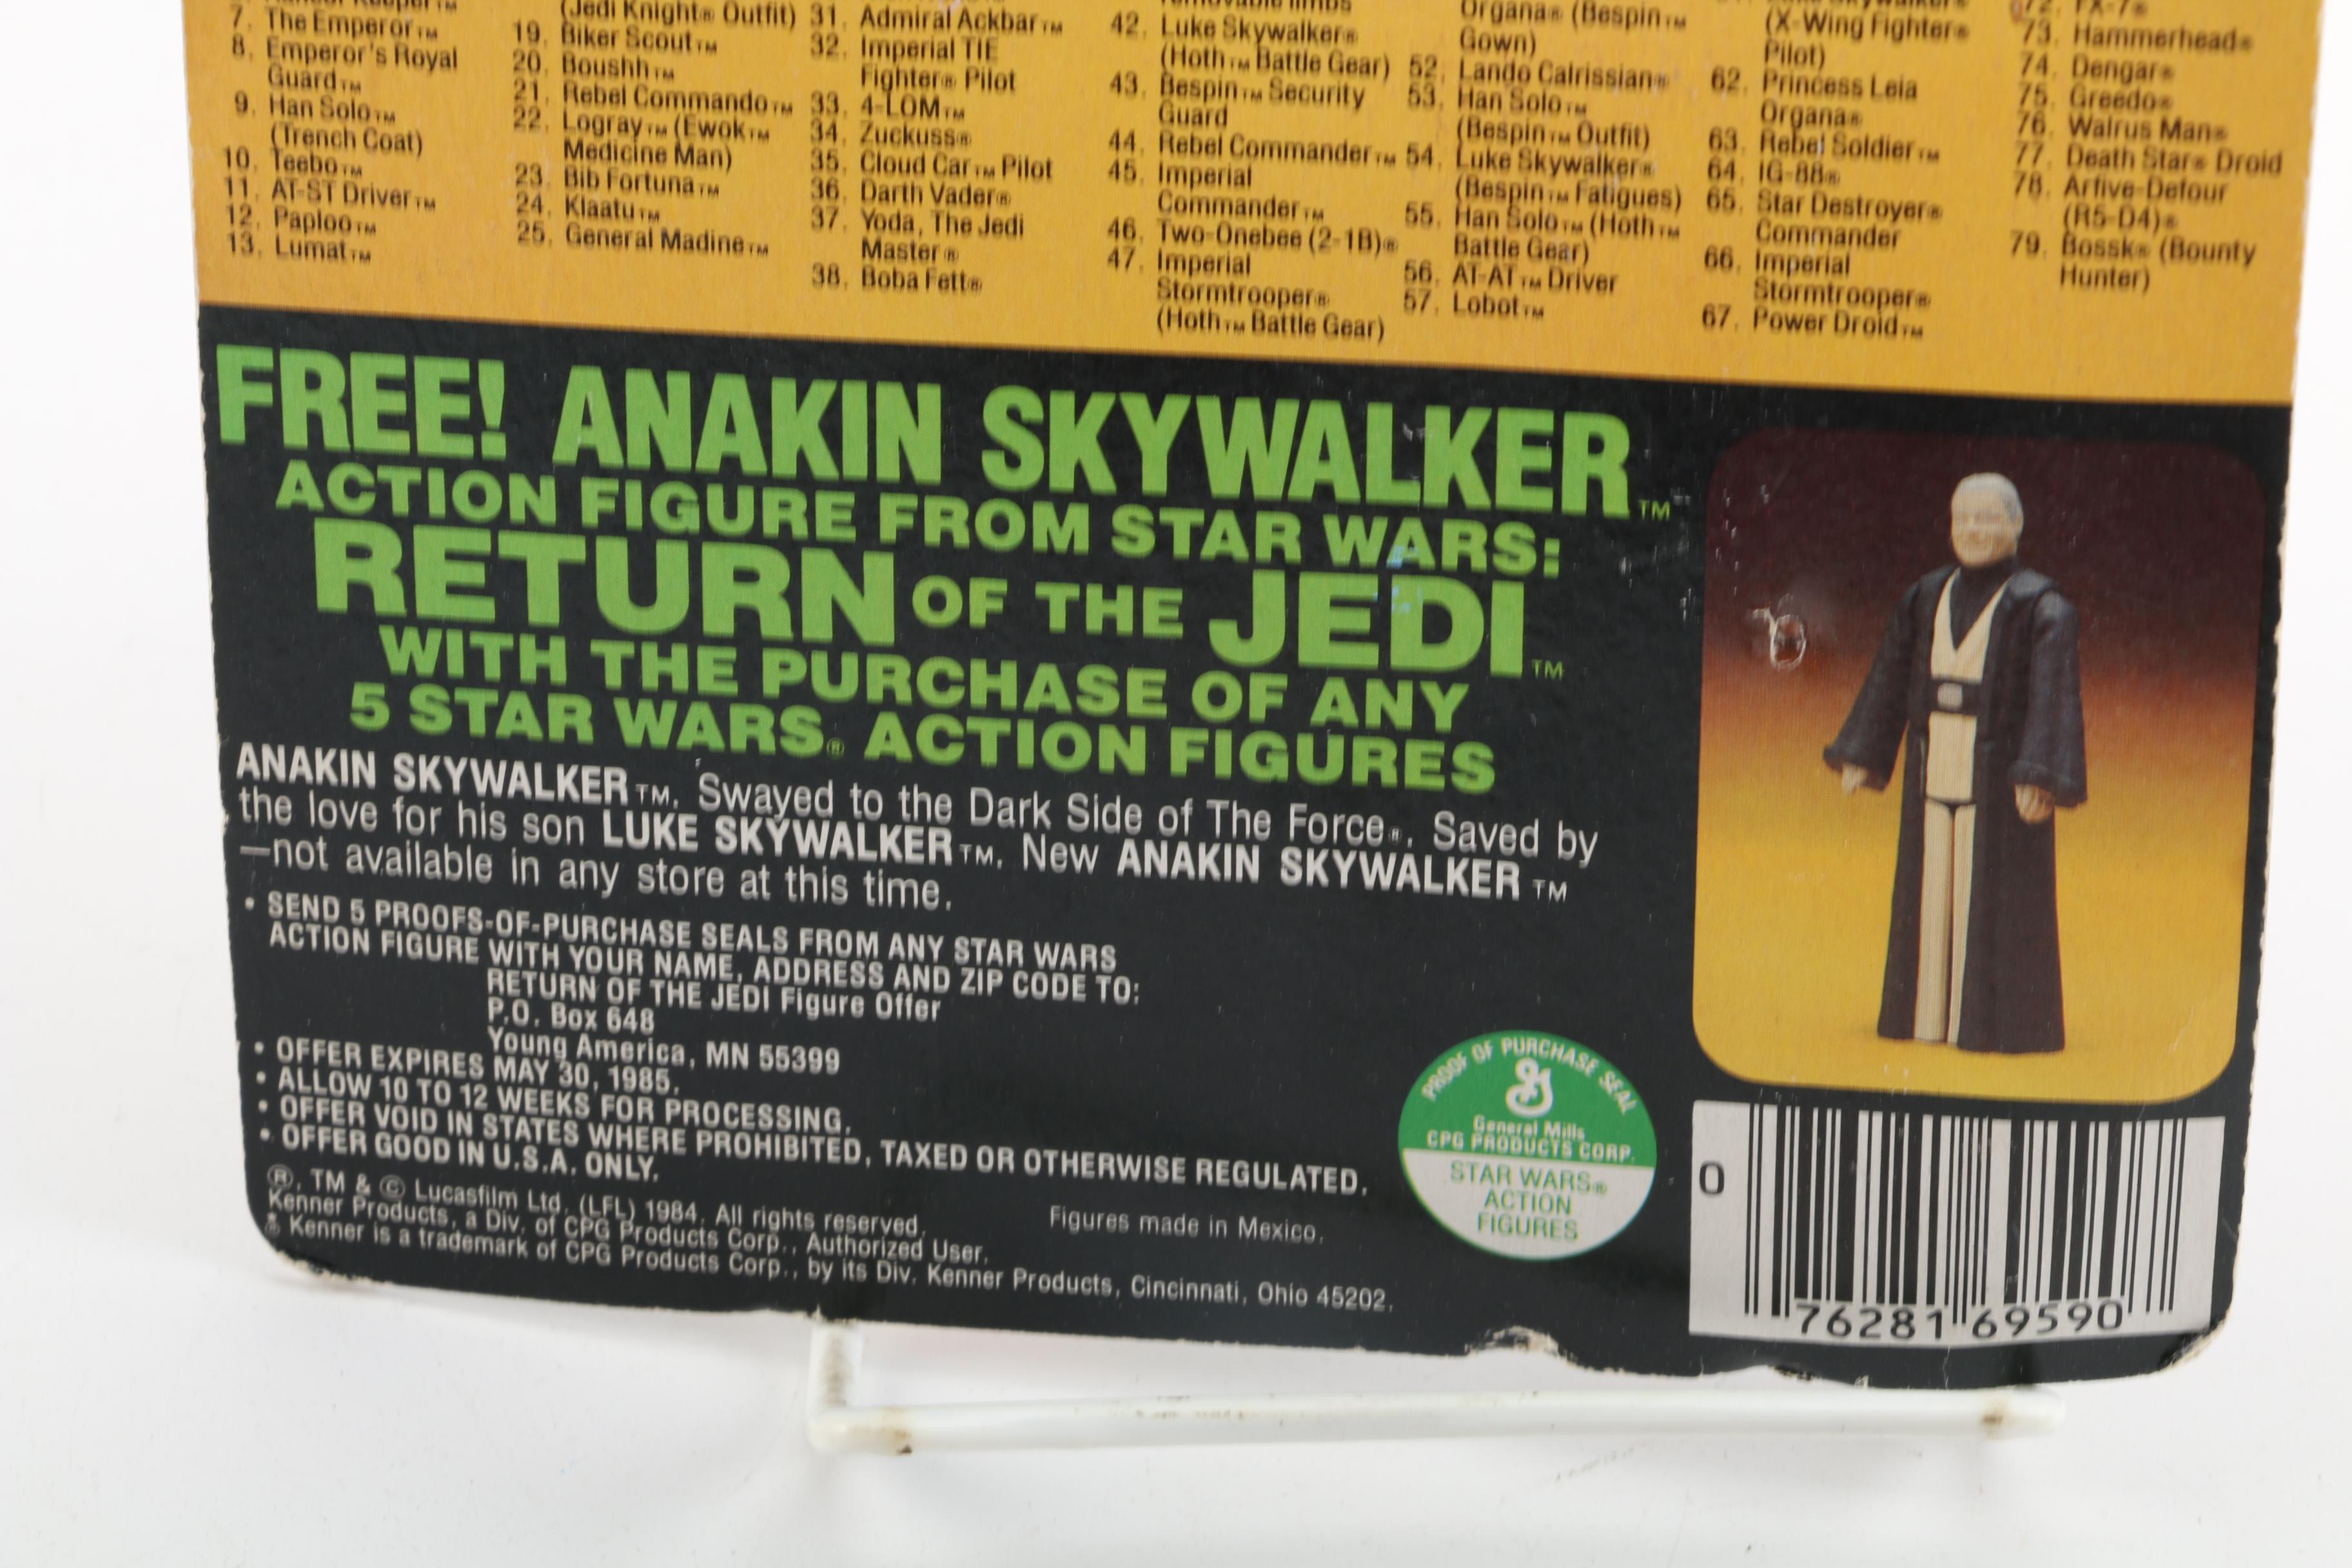 7. The Emperor™
8. Emperor's Royal
Guard™
9. Han Solo™
(Trench Coat)
10. Teebo™
11. AT-ST Driver™
12. Paploo™
13. Lumat™
(Jedi Knight® Outfit)
19. Biker Scout™
20. Boushh™
21. Rebel Commando™
22. Logray™ (Ewok™
Medicine Man)
23. Bib Fortuna™
24. Klaatu™
25. General Madine™
31. Admiral Ackbar™
32. Imperial TIE
Fighter® Pilot
33. 4-LOM™
34. Zuckuss®
35. Cloud Car™ Pilot
36. Darth Vader®
37. Yoda, The Jedi
Master®
38. Boba Fett®
removable limbs
42. Luke Skywalker®
(Hoth™ Battle Gear)
43. Bespin™ Security
Guard
44. Rebel Commander™
45. Imperial
Commander™
46. Two-Onebee (2-1B)®
47. Imperial
Stormtrooper®
(Hoth™ Battle Gear)
Organa® (Bespin™
Gown)
52. Lando Calrissian®
53. Han Solo™
(Bespin™ Outfit)
54. Luke Skywalker®
(Bespin™ Fatigues)
55. Han Solo™ (Hoth™
Battle Gear)
56. AT-AT™ Driver
57. Lobot™
(X-Wing Fighter®
Pilot)
62. Princess Leia
Organa®
63. Rebel Soldier™
64. IG-88®
65. Star Destroyer®
Commander
66. Imperial
Stormtrooper®
67. Power Droid™
72. FX-7®
73. Hammerhead®
74. Dengar®
75. Greedo®
76. Walrus Man®
77. Death Star® Droid
78. Arfive-Defour
(R5-D4)®
79. Bossk® (Bounty
Hunter)
FREE! ANAKIN SKYWALKER™
ACTION FIGURE FROM STAR WARS:
RETURN OF THE JEDI™
WITH THE PURCHASE OF ANY
5 STAR WARS® ACTION FIGURES
ANAKIN SKYWALKER™. Swayed to the Dark Side of The Force®. Saved by
the love for his son LUKE SKYWALKER™. New ANAKIN SKYWALKER™
—not available in any store at this time.
• SEND 5 PROOFS-OF-PURCHASE SEALS FROM ANY STAR WARS
ACTION FIGURE WITH YOUR NAME, ADDRESS AND ZIP CODE TO:
RETURN OF THE JEDI Figure Offer
P.O. Box 648
Young America, MN 55399
• OFFER EXPIRES MAY 30, 1985.
• ALLOW 10 TO 12 WEEKS FOR PROCESSING.
• OFFER VOID IN STATES WHERE PROHIBITED, TAXED OR OTHERWISE REGULATED.
• OFFER GOOD IN U.S.A. ONLY.
®, TM & © Lucasfilm Ltd. (LFL) 1984. All rights reserved.
Kenner Products, a Div. of CPG Products Corp., Authorized User.
Kenner is a trademark of CPG Products Corp., by its Div. Kenner Products, Cincinnati, Ohio 45202.
Figures made in Mexico.
PROOF OF PURCHASE SEAL
General Mills
CPG PRODUCTS CORP.
STAR WARS®
ACTION
FIGURES
0
76281 69590